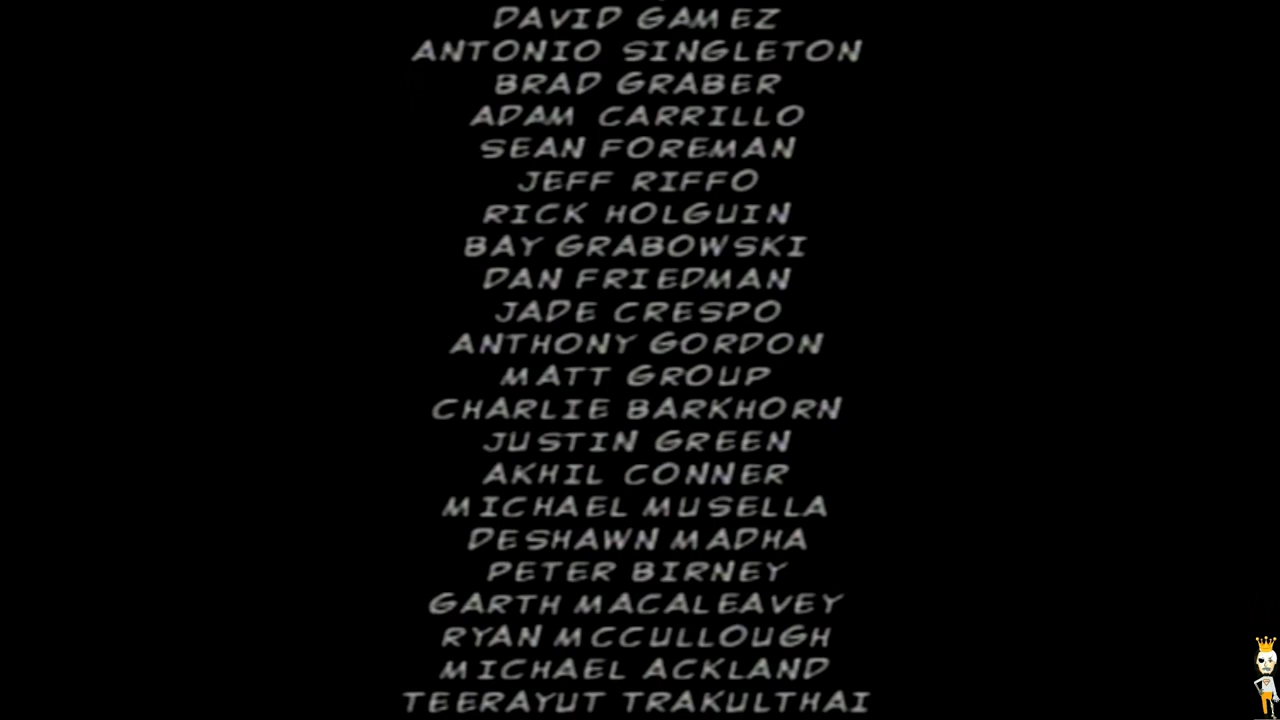 DAVID GAMEZ
ANTONIO SINGLETON
BRAD GRABER
ADAM CARRILLO
SEAN FOREMAN
JEFF RIFFO
RICK HOLGUIN
BAY GRABOWSKI
DAN FRIEDMAN
JADE CRESPO
ANTHONY GORDON
MATT GROUP
CHARLIE BARKHORN
JUSTIN GREEN
AKHIL CONNER
MICHAEL MUSELLA
DESHAWN MADHA
PETER BIRNEY
GARTH MACALEAVEY
RYAN MCCULLOUGH
MICHAEL ACKLAND
TEERAYUT TRAKULTHAI